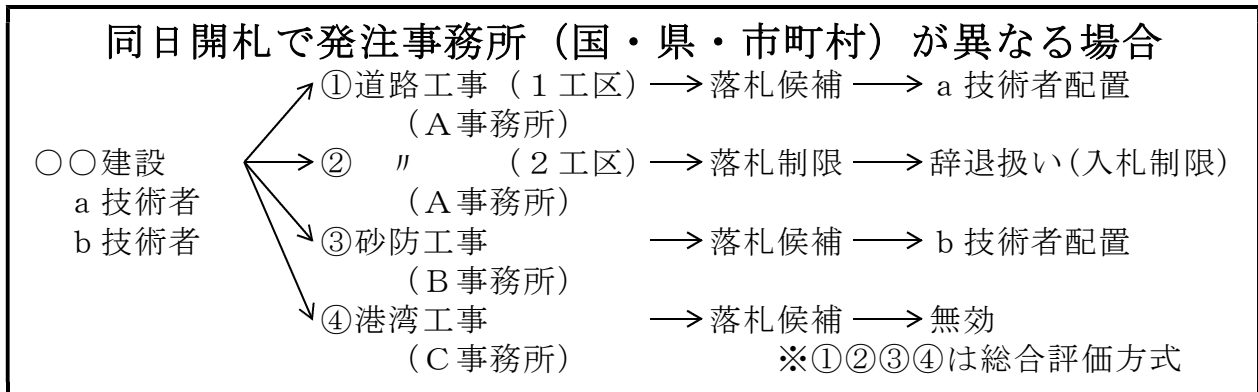 同日開札で発注事務所（国・県・市町村）が異なる場合
①道路工事（１工区）→落札候補→ａ技術者配置
（Ａ事務所）
○○建設 ②　〃　（２工区）→落札制限→辞退扱い(入札制限)
ａ技術者 （Ａ事務所）
ｂ技術者 ③砂防工事→落札候補→ｂ技術者配置
（Ｂ事務所）
④港湾工事→落札候補→無効
（Ｃ事務所） ※①②③④は総合評価方式